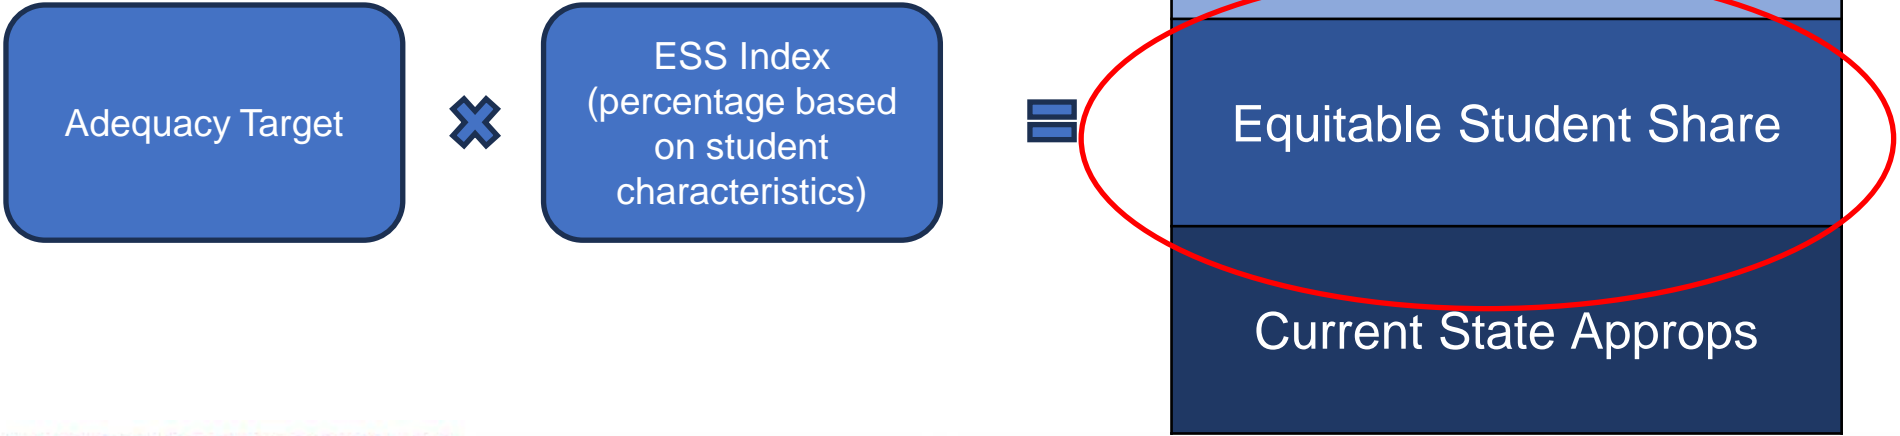 Adequacy Target
ESS Index
(percentage based
on student
characteristics)
Equitable Student Share
Current State Approps